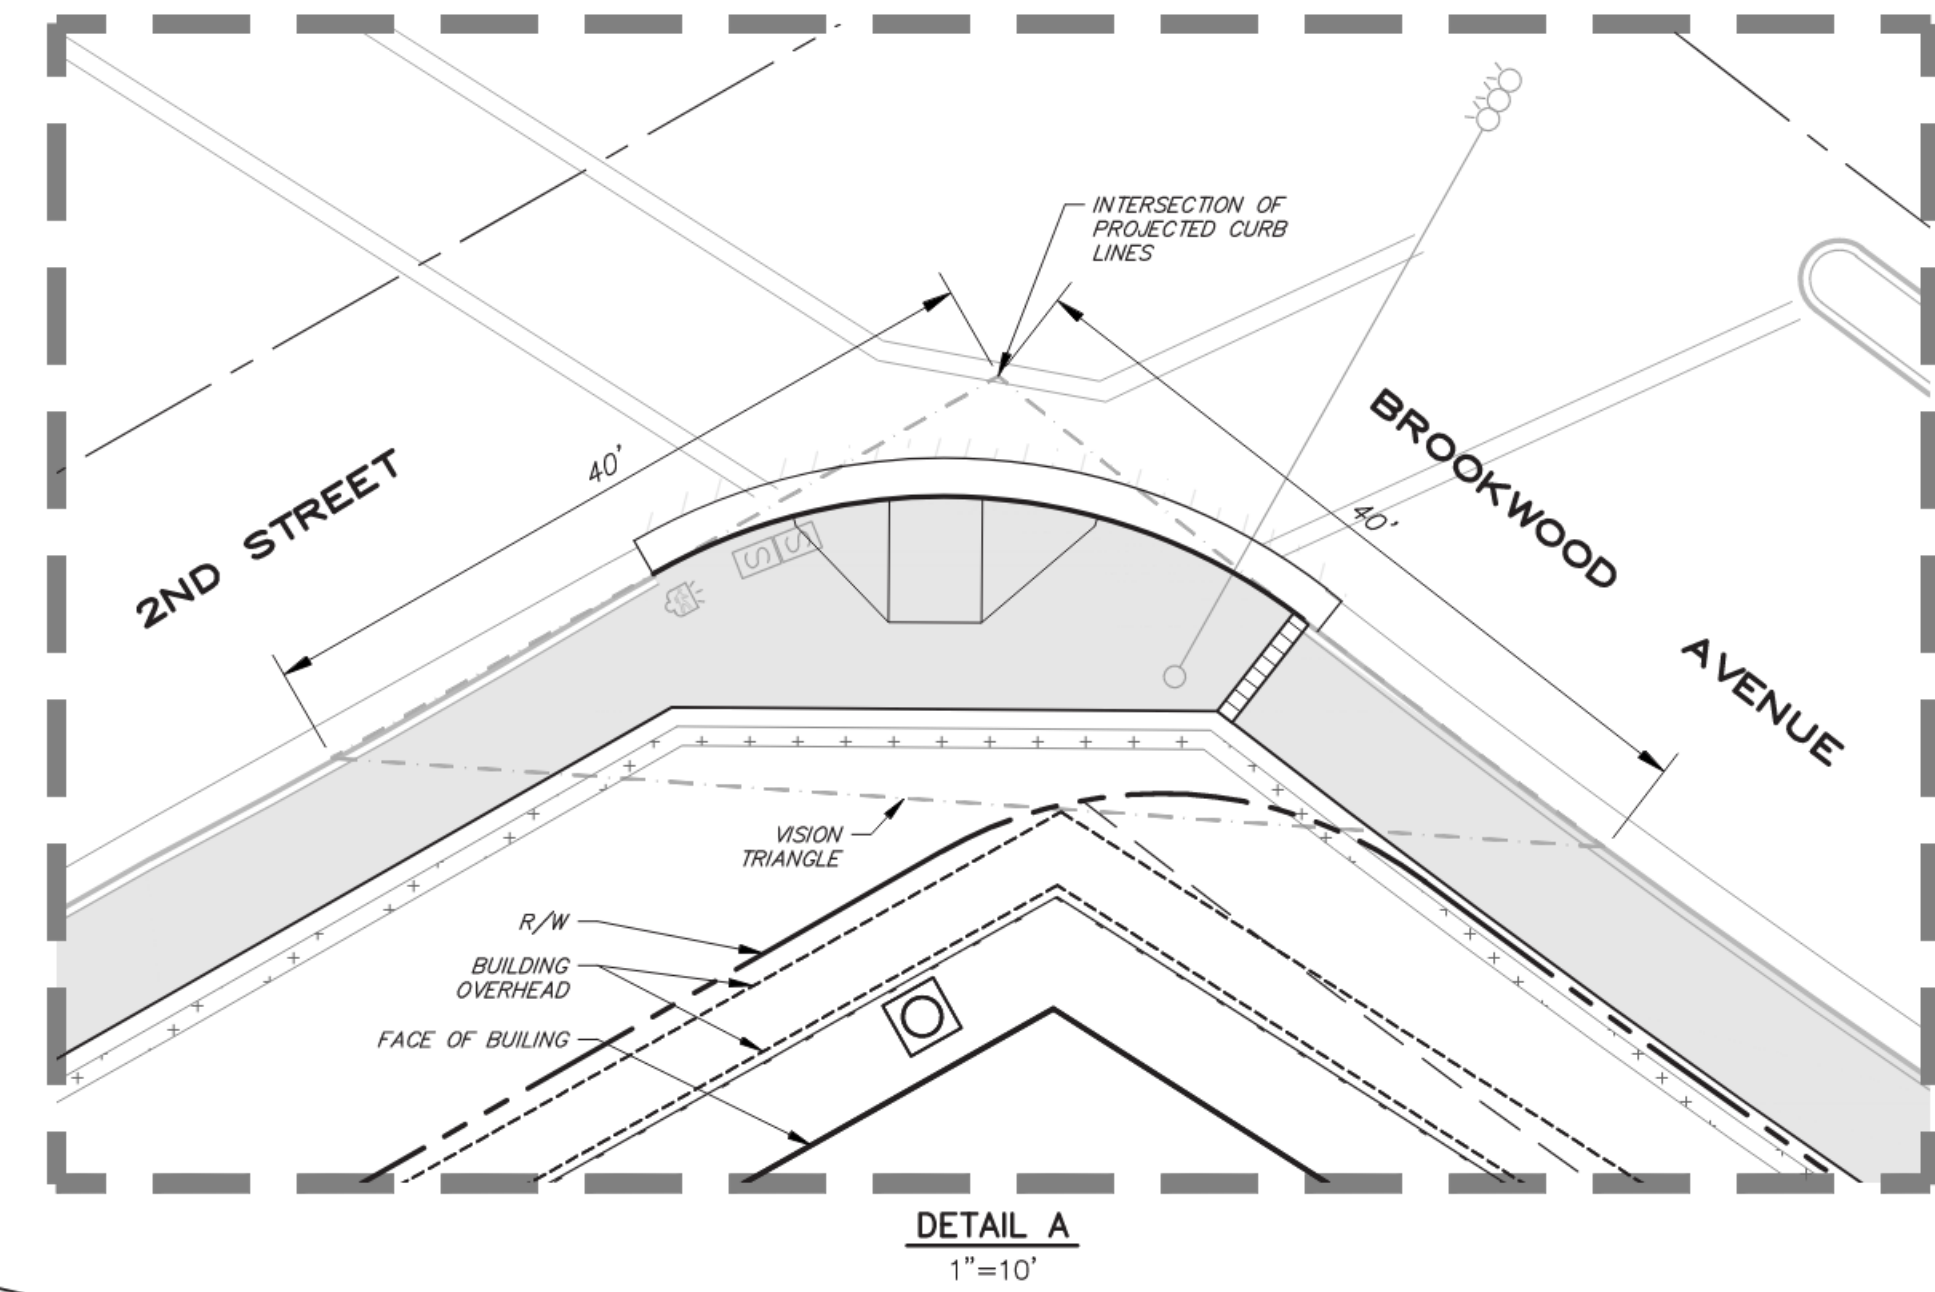 INTERSECTION OF
PROJECTED CURB
LINES
40'
2ND STREET
40'
BROOKWOOD
AVENUE
SS
VISION
TRIANGLE
R/W
BUILDING
OVERHEAD
FACE OF BUILING
DETAIL A
1"=10'